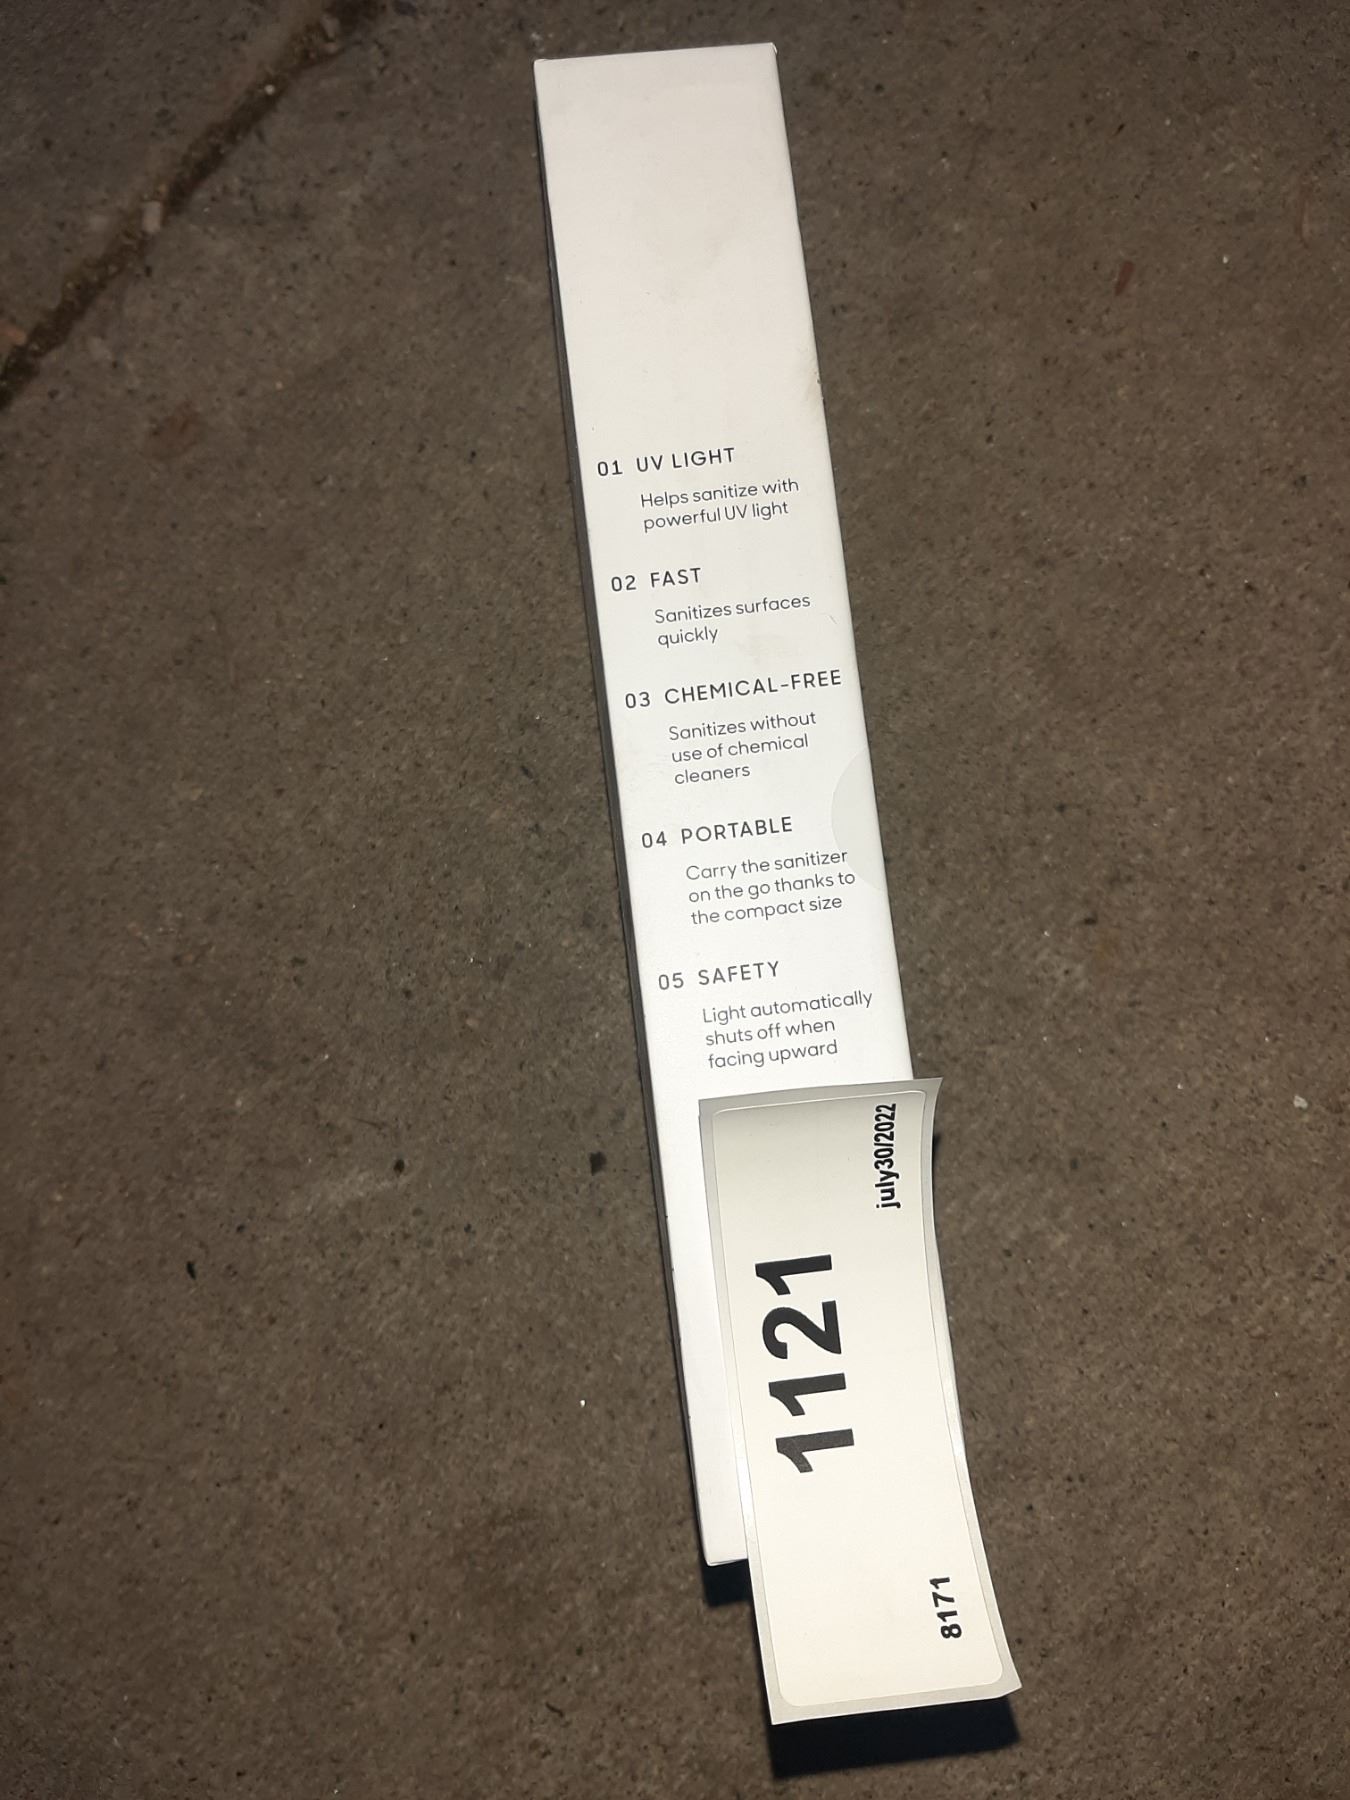 01 UV LIGHT
Helps sanitize with
powerful UV light
02 FAST
Sanitizes surfaces
quickly
03 CHEMICAL-FREE
Sanitizes without
use of chemical
cleaners
04 PORTABLE
Carry the sanitizer
on the go thanks to
the compact size
05 SAFETY
Light automatically
shuts off when
facing upward
july30/2022
1121
8171